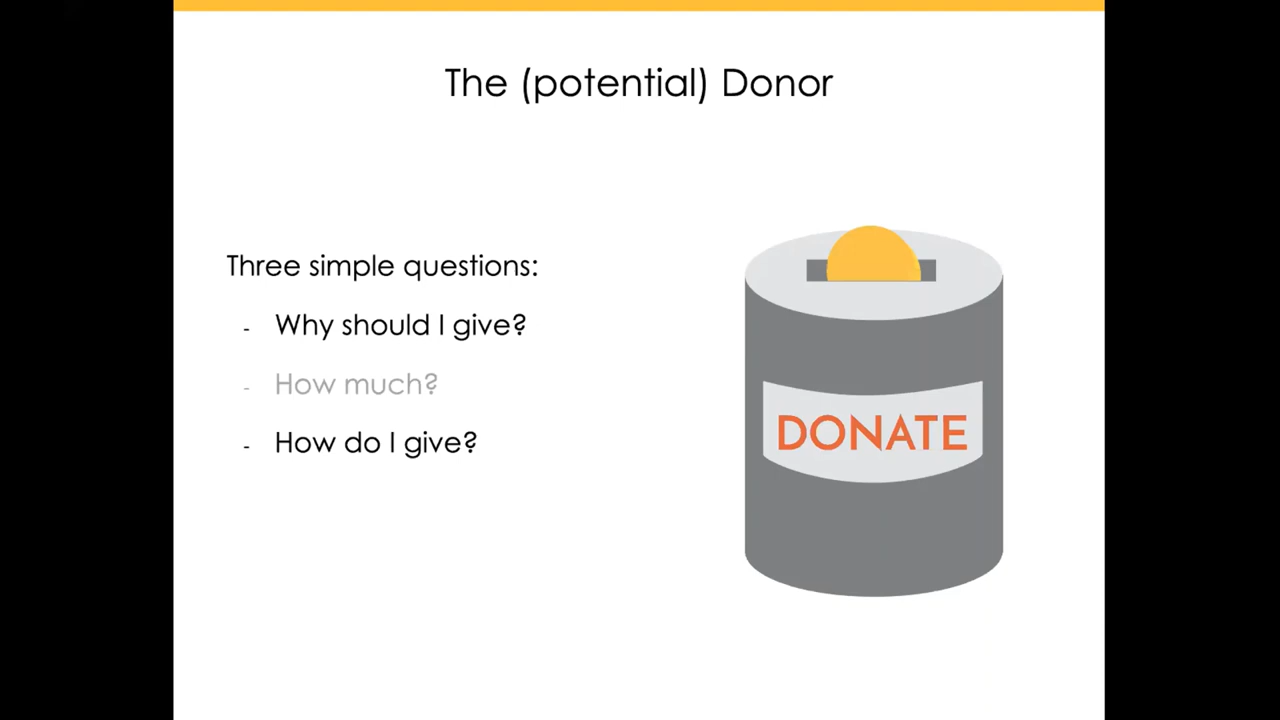 The (potential) Donor
Three simple questions:
- Why should I give?
- How much?
- How do I give?
DONATE